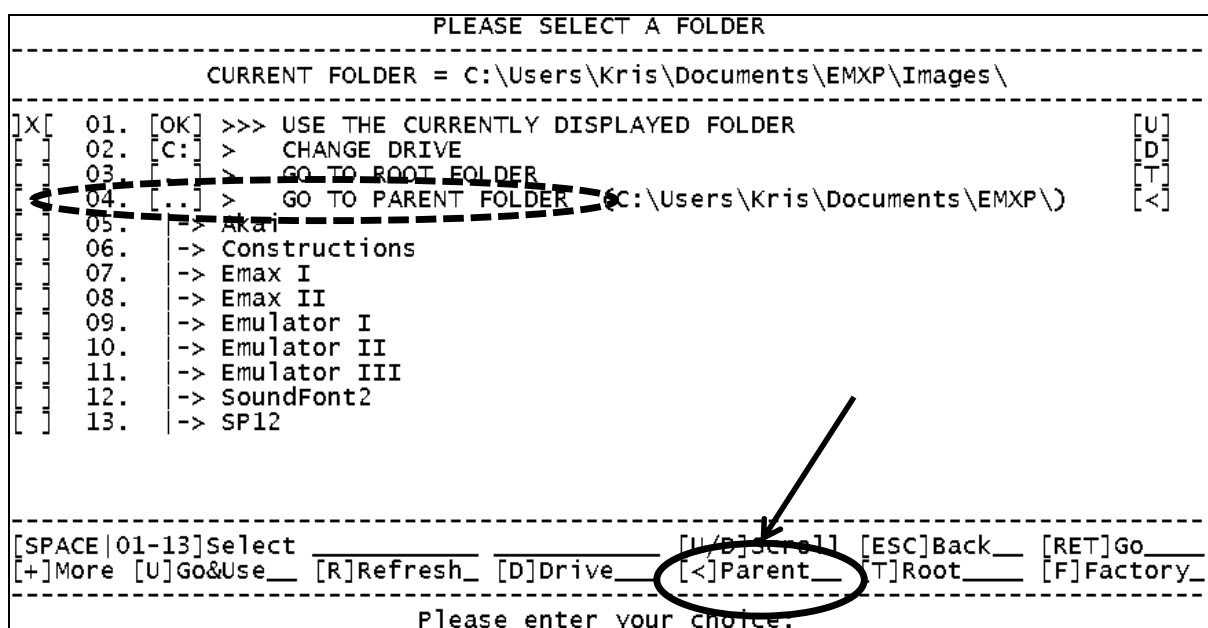 PLEASE SELECT A FOLDER
CURRENT FOLDER = C:\Users\Kris\Documents\EMXP\Images\
]X[ 01. [OK] >>> USE THE CURRENTLY DISPLAYED FOLDER [U]
[ ] 02. [C:] > CHANGE DRIVE [D]
[ ] 03. [ . ] > GO TO ROOT FOLDER [T]
[ ] 04. [..] > GO TO PARENT FOLDER (C:\Users\Kris\Documents\EMXP\) [<]
[ ] 05. |-> Akai
[ ] 06. |-> Constructions
[ ] 07. |-> Emax I
[ ] 08. |-> Emax II
[ ] 09. |-> Emulator I
[ ] 10. |-> Emulator II
[ ] 11. |-> Emulator III
[ ] 12. |-> SoundFont2
[ ] 13. |-> SP12
[SPACE|01-13]Select ___________ ___________ [U/D]Scroll [ESC]Back__ [RET]Go____
[+]More [U]Go&Use__ [R]Refresh_ [D]Drive___ [<]Parent__ [T]Root____ [F]Factory_
Please enter your choice.